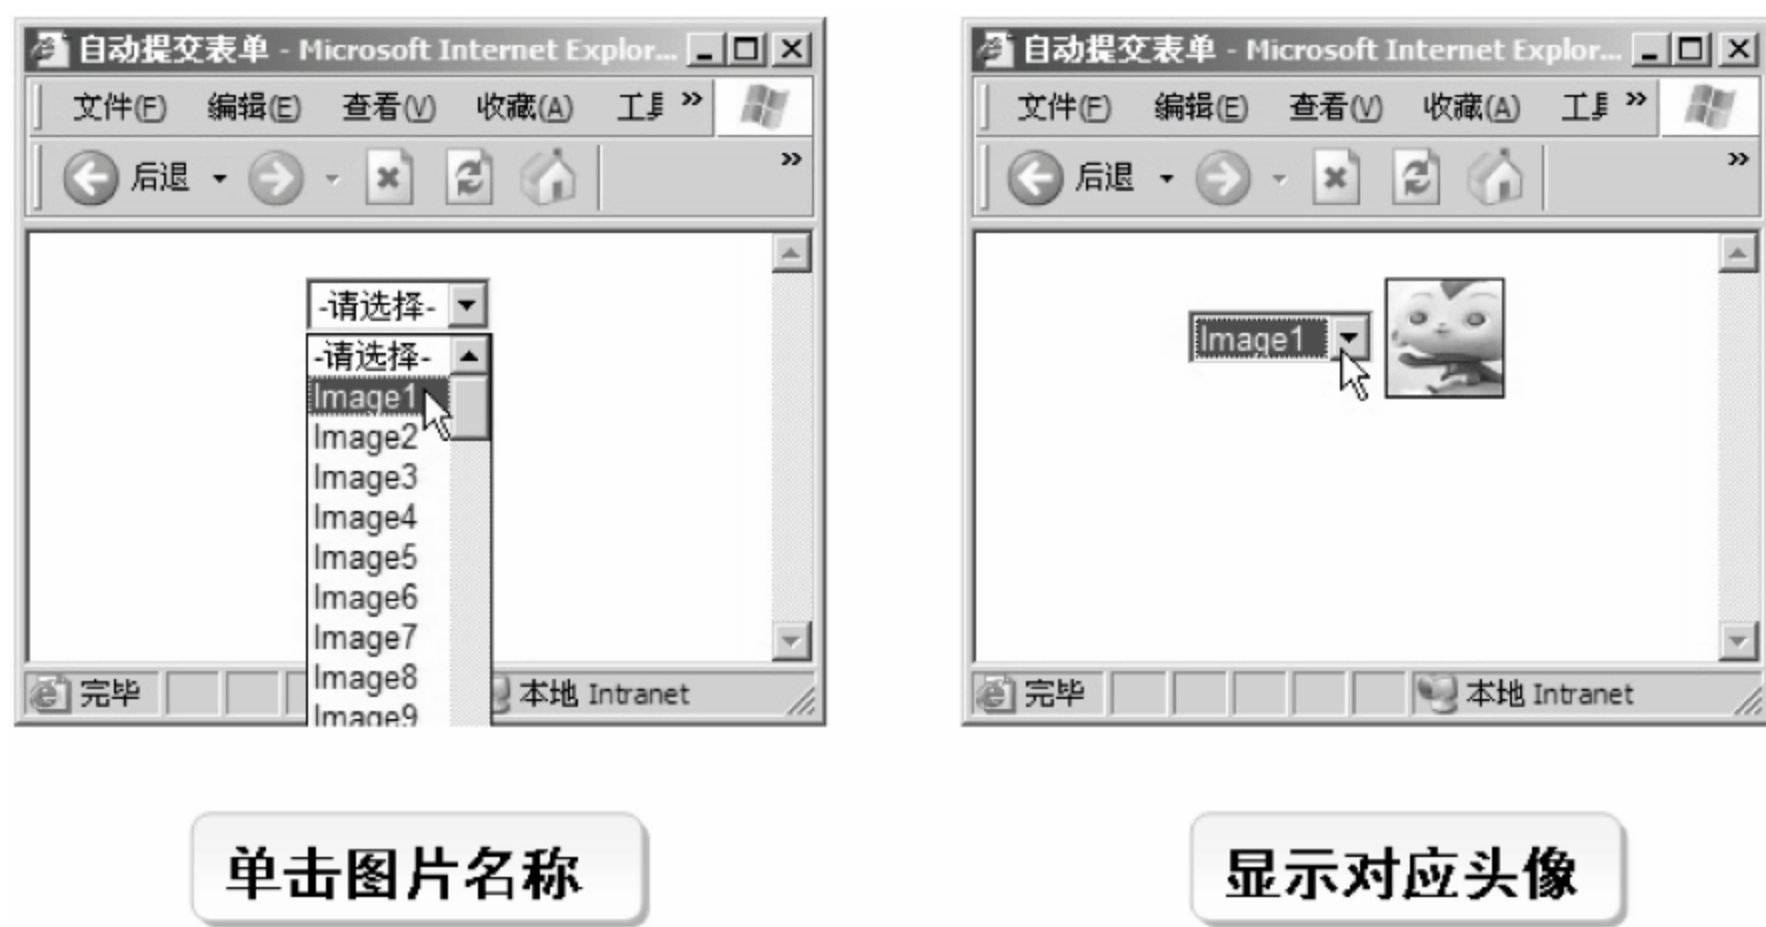 自动提交表单 - Microsoft Internet Explor...
文件(F) 编辑(E) 查看(V) 收藏(A) 工具 »
后退 »
-请选择-
-请选择-
Image1
Image2
Image3
Image4
Image5
Image6
Image7
Image8
Image9
完毕 本地 Intranet
单击图片名称
自动提交表单 - Microsoft Internet Explor...
文件(F) 编辑(E) 查看(V) 收藏(A) 工具 »
后退 »
Image1
完毕 本地 Intranet
显示对应头像